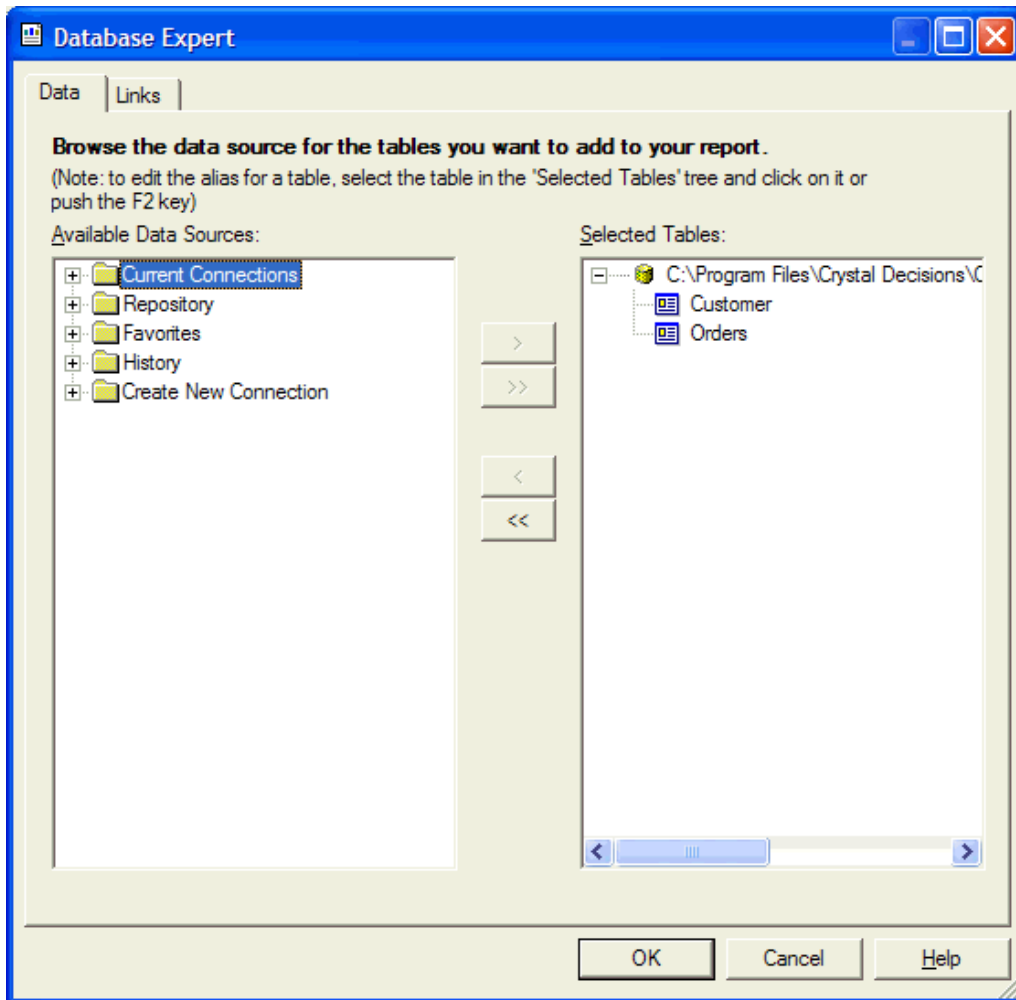 Database Expert
Data
Links
Browse the data source for the tables you want to add to your report.
(Note: to edit the alias for a table, select the table in the 'Selected Tables' tree and click on it or
push the F2 key)
Available Data Sources:
Current Connections
Repository
Favorites
History
Create New Connection
>
>>
<
<<
Selected Tables:
C:\Program Files\Crystal Decisions\C
Customer
Orders
OK
Cancel
Help